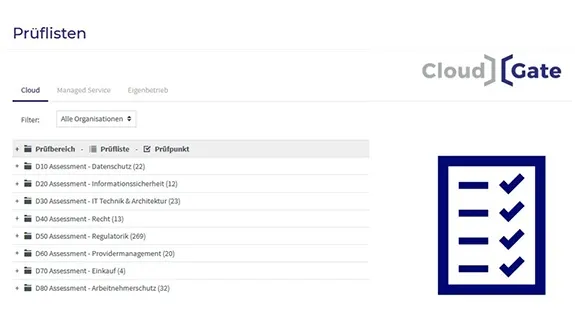 Prüflisten
Cloud Gate
Cloud Managed Service Eigenbetrieb
Filter: Alle Organisationen
+ Prüfbereich - Prüfliste - Prüfpunkt
+ D10 Assessment - Datenschutz (22)
+ D20 Assessment - Informationssicherheit (12)
+ D30 Assessment - IT Technik & Architektur (23)
+ D40 Assessment - Recht (13)
+ D50 Assessment - Regulatorik (269)
+ D60 Assessment - Providermanagement (20)
+ D70 Assessment - Einkauf (4)
+ D80 Assessment - Arbeitnehmerschutz (32)